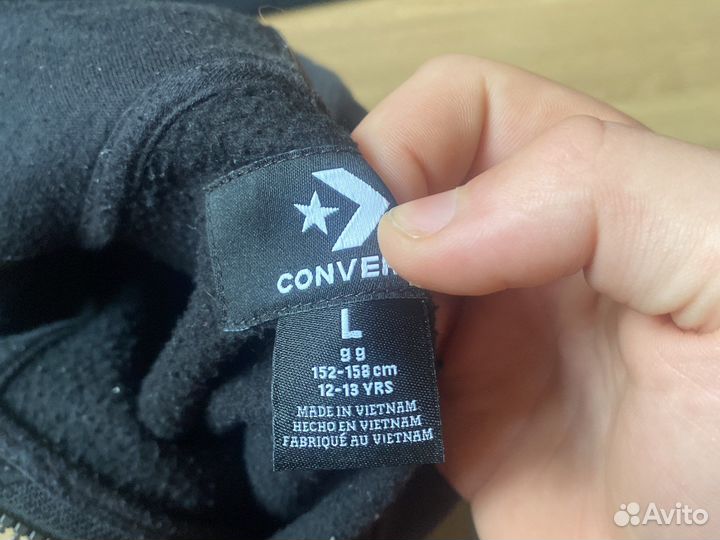 CONVER
L
g g
152-158 cm
12-13 YRS
MADE IN VIETNAM
HECHO EN VIETNAM
FABRIQUÉ AU VIETNAM
Avito